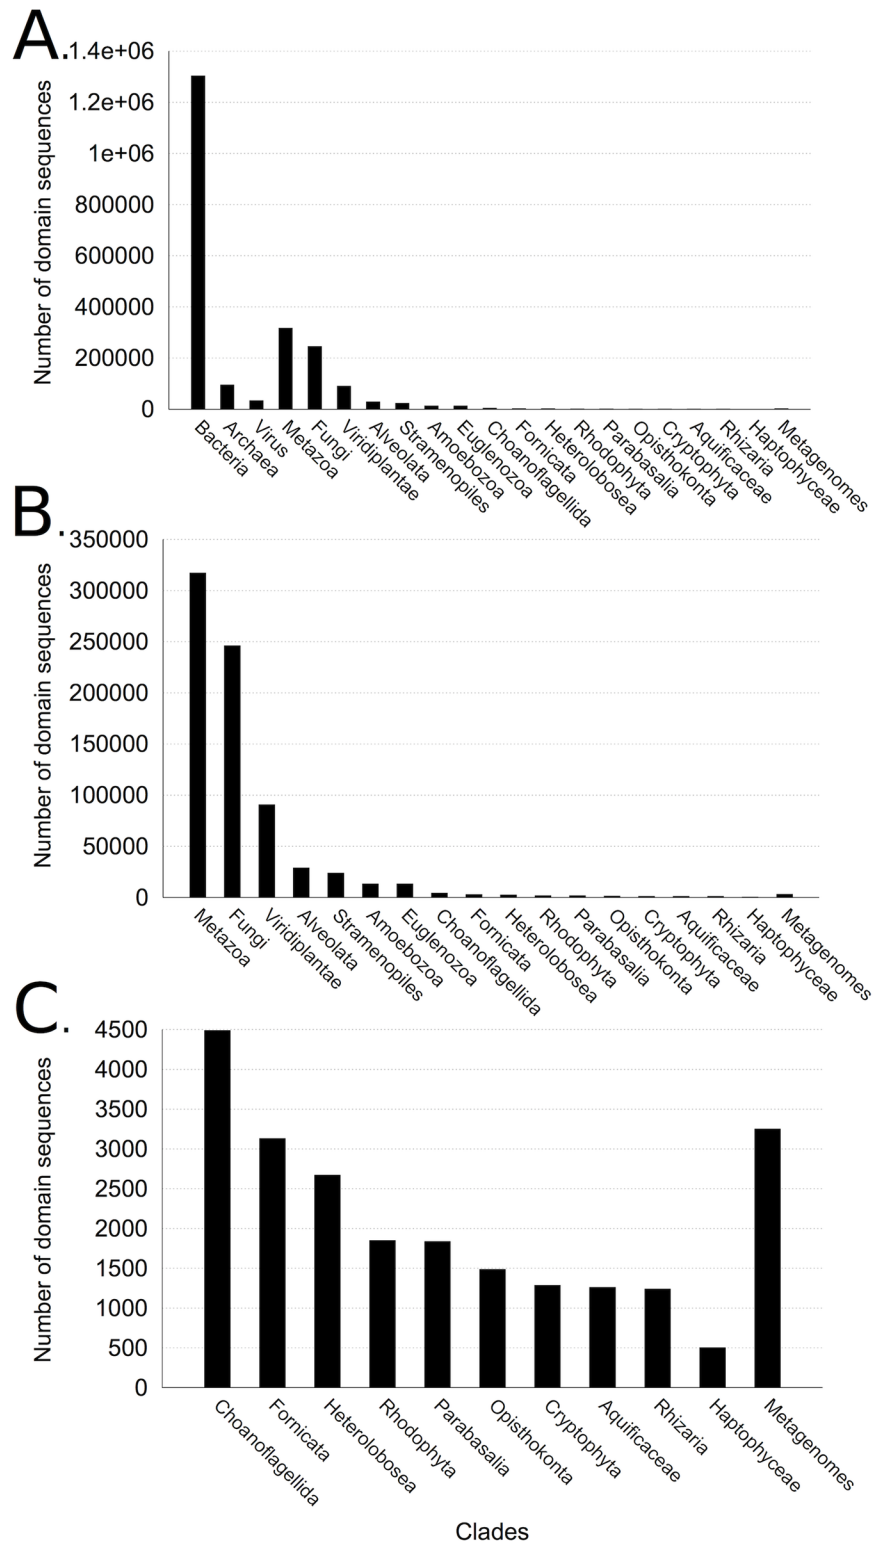 A.
1.4e+06
1.2e+06
1e+06
800000
600000
400000
200000
0
Number of domain sequences
Bacteria
Archaea
Virus
Metazoa
Fungi
Viridiplantae
Alveolata
Stramenopiles
Amoebozoa
Euglenozoa
Choanoflagellida
Fornicata
Heterolobosea
Rhodophyta
Parabasalia
Opisthokonta
Cryptophyta
Aquificaceae
Rhizaria
Haptophyceae
Metagenomes
B.
350000
300000
250000
200000
150000
100000
50000
0
Number of domain sequences
Metazoa
Fungi
Viridiplantae
Alveolata
Stramenopiles
Amoebozoa
Euglenozoa
Choanoflagellida
Fornicata
Heterolobosea
Rhodophyta
Parabasalia
Opisthokonta
Cryptophyta
Aquificaceae
Rhizaria
Haptophyceae
Metagenomes
C.
4500
4000
3500
3000
2500
2000
1500
1000
500
0
Number of domain sequences
Choanoflagellida
Fornicata
Heterolobosea
Rhodophyta
Parabasalia
Opisthokonta
Cryptophyta
Aquificaceae
Rhizaria
Haptophyceae
Metagenomes
Clades